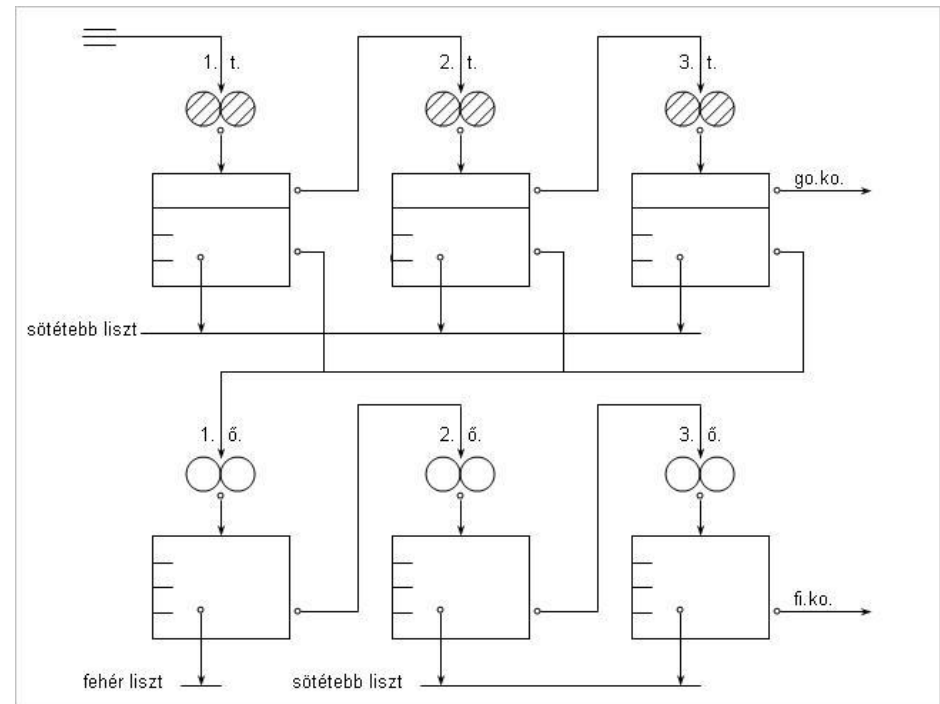 1. t.
2. t.
3. t.
go.ko.
sötétebb liszt
1. ő.
2. ő.
3. ő.
fi.ko.
fehér liszt
sötétebb liszt